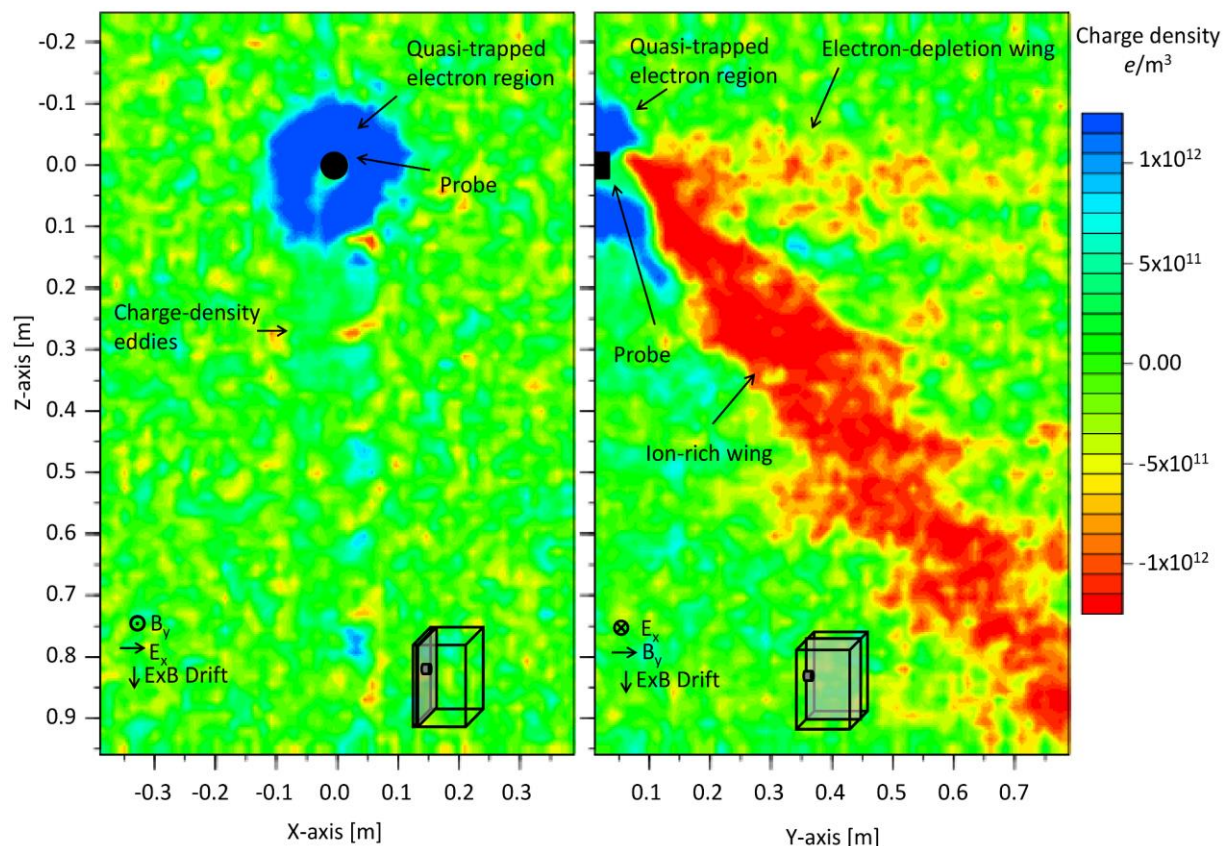 Quasi-trapped
electron region
Probe
Charge-density
eddies
-0.2
-0.1
0.0
0.1
0.2
0.3
0.4
0.5
0.6
0.7
0.8
0.9
Z-axis [m]
⊙ By
→ Ex
↓ ExB Drift
-0.3
-0.2
-0.1
0.0
0.1
0.2
0.3
X-axis [m]
Quasi-trapped
electron region
Electron-depletion wing
Probe
Ion-rich wing
⊗ Ex
→ By
↓ ExB Drift
0.1
0.2
0.3
0.4
0.5
0.6
0.7
Y-axis [m]
Charge density
e/m³
1x10¹²
5x10¹¹
0.00
-5x10¹¹
-1x10¹²